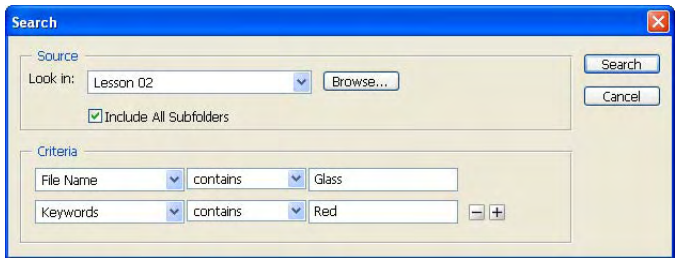 Search
Source
Look in: Lesson 02 Browse...
Include All Subfolders
Search
Cancel
Criteria
File Name contains Glass
Keywords contains Red